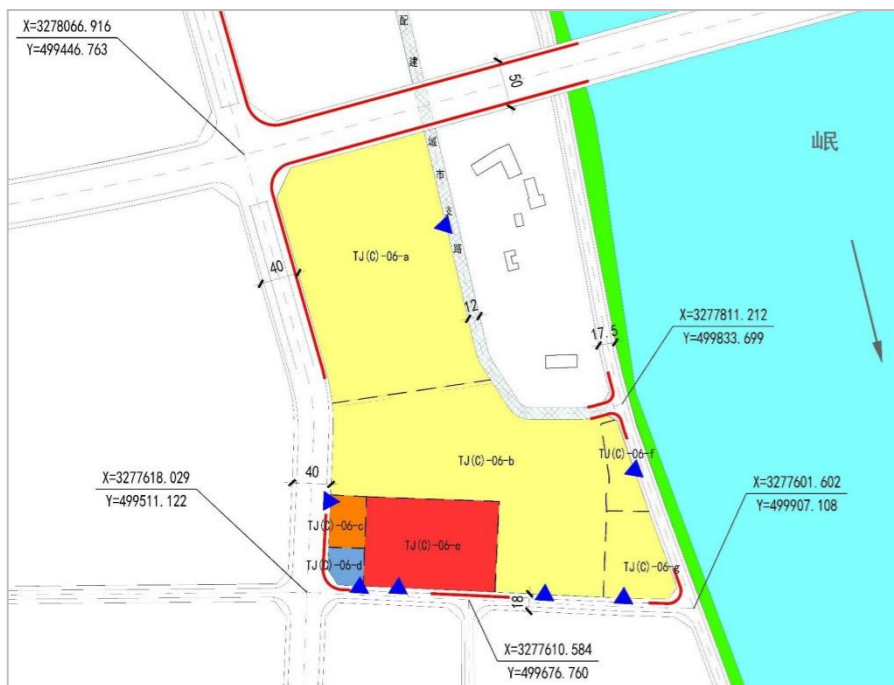 X=3278066.916
Y=499446.763
配建城市支路
50
岷
TJ(C)-06-a
40
12
17.5
X=3277811.212
Y=499833.699
TJ(C)-06-f
TJ(C)-06-b
40
X=3277618.029
Y=499511.122
X=3277601.602
Y=499907.108
TJ(C)-06-c
TJ(C)-06-e
TJ(C)-06-d
TJ(C)-06-g
18
X=3277610.584
Y=499676.760